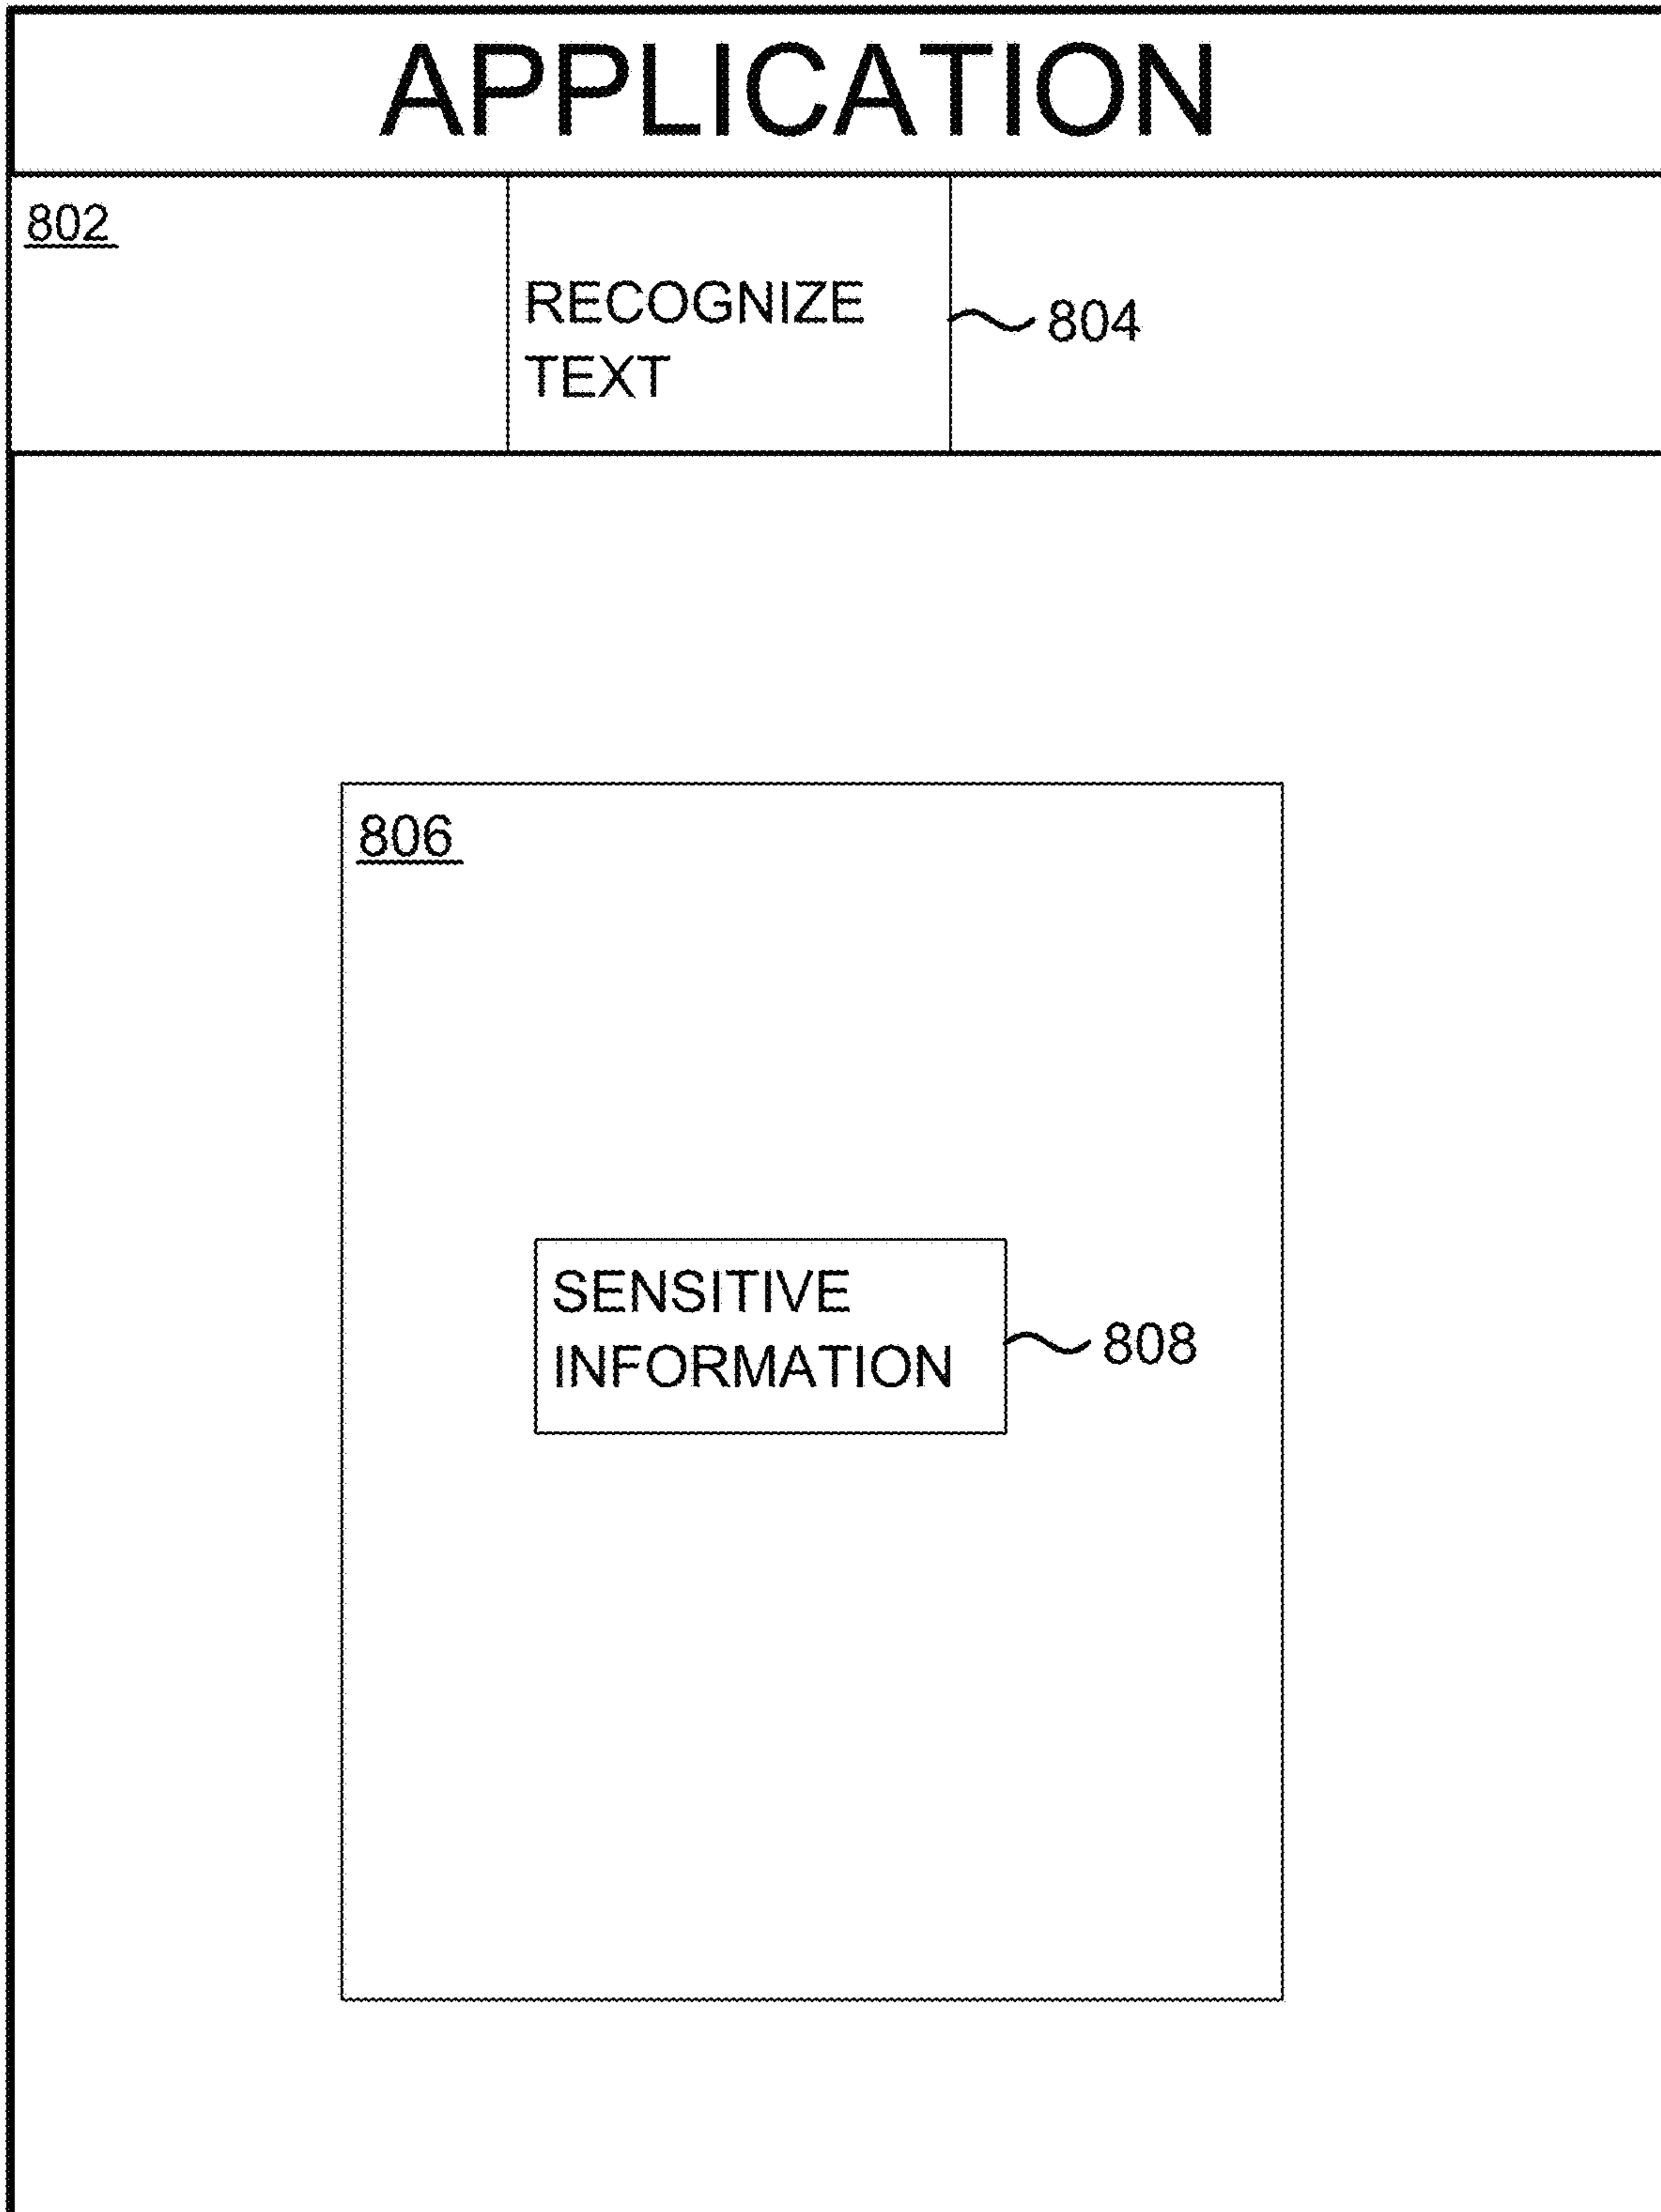 APPLICATION
802
RECOGNIZE
TEXT
804
806
SENSITIVE
INFORMATION
808